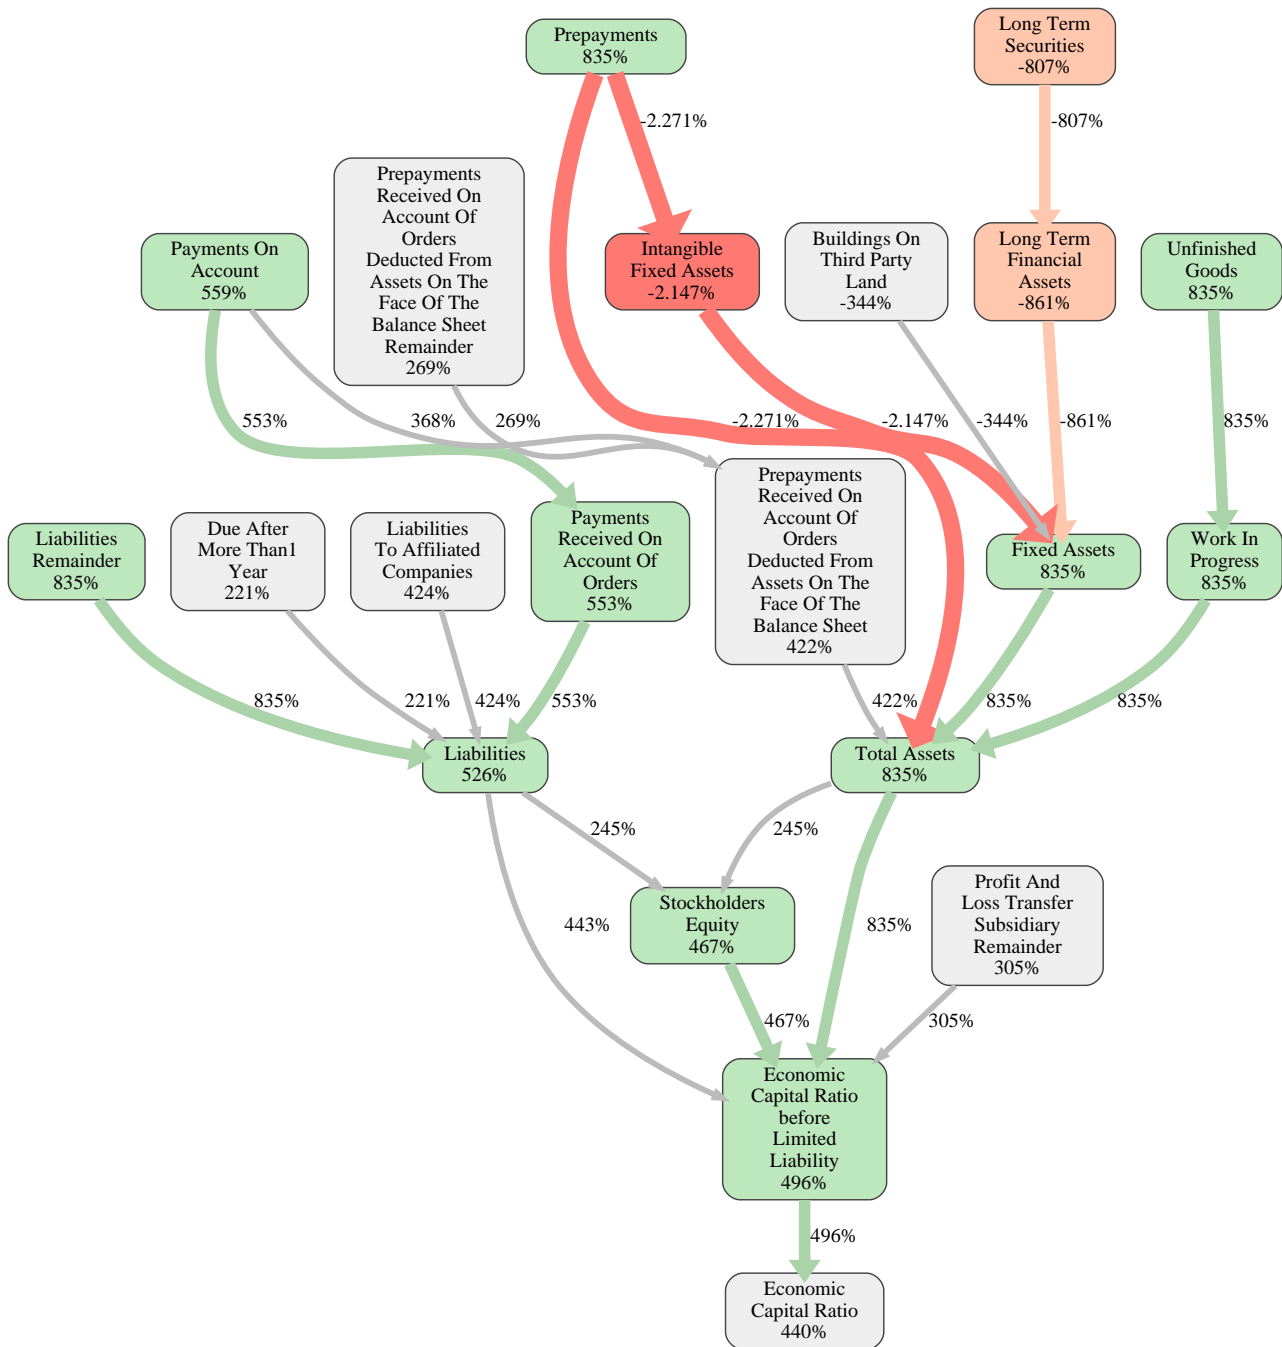 Prepayments
835%
Long Term
Securities
-807%
-2.271%
-807%
Prepayments
Received On
Account Of
Orders
Deducted From
Assets On The
Face Of The
Balance Sheet
Remainder
269%
Payments On
Account
559%
Intangible
Fixed Assets
-2.147%
Buildings On
Third Party
Land
-344%
Long Term
Financial
Assets
-861%
Unfinished
Goods
835%
553%
368%
269%
-2.271%
-2.147%
-344%
-861%
835%
Liabilities
Remainder
835%
Due After
More Than1
Year
221%
Liabilities
To Affiliated
Companies
424%
Payments
Received On
Account Of
Orders
553%
Prepayments
Received On
Account Of
Orders
Deducted From
Assets On The
Face Of The
Balance Sheet
422%
Fixed Assets
835%
Work In
Progress
835%
835%
221%
424%
553%
422%
835%
835%
Liabilities
526%
Total Assets
835%
245%
245%
443%
835%
Stockholders
Equity
467%
Profit And
Loss Transfer
Subsidiary
Remainder
305%
467%
305%
Economic
Capital Ratio
before
Limited
Liability
496%
496%
Economic
Capital Ratio
440%